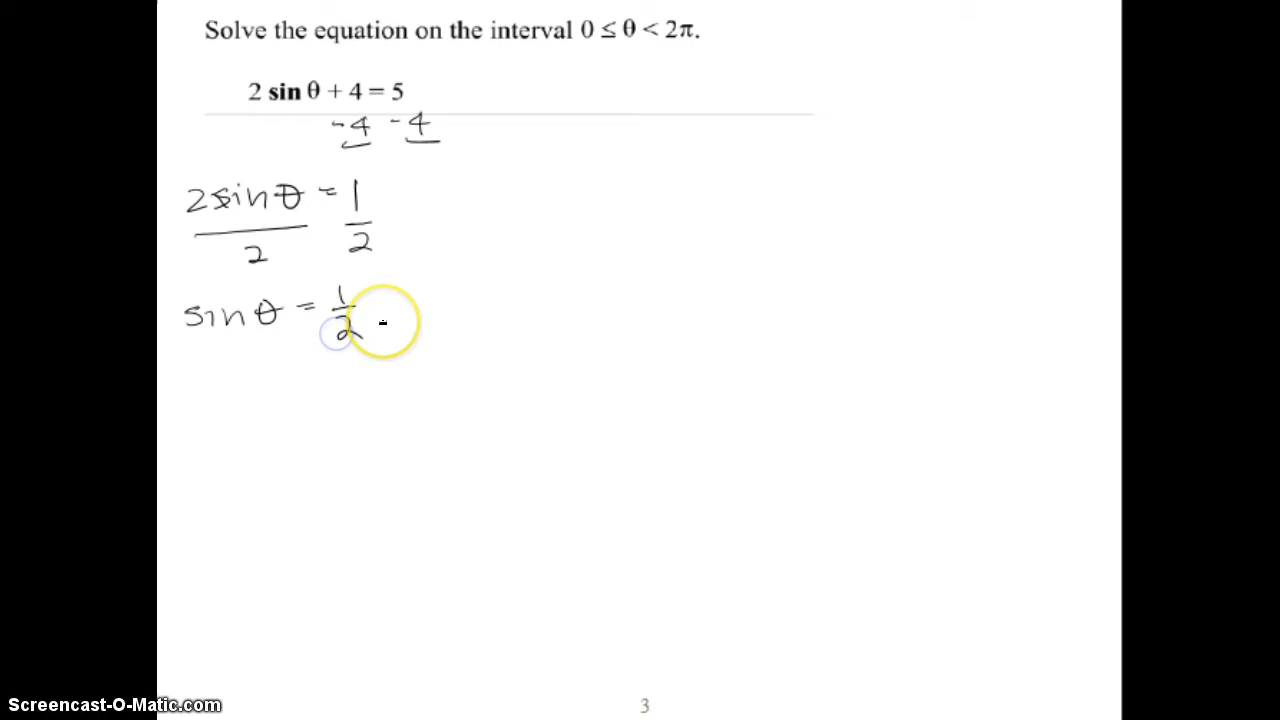 Solve the equation on the interval 0 ≤ θ < 2π.
2 sin θ + 4 = 5
-4 -4
2sinθ = 1
2 2
sinθ = 1/2
3
Screencast-O-Matic.com